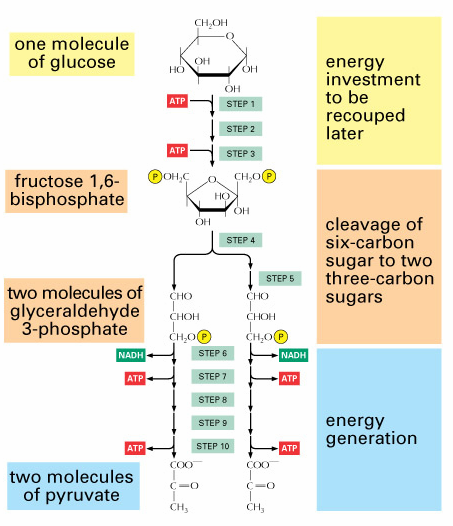 CH₂OH
one molecule
of glucose
O
HO
OH
OH
OH
energy
investment
to be
recouped
later
ATP
STEP 1
STEP 2
ATP
STEP 3
fructose 1,6-
bisphosphate
P OH₂C
O
CH₂O P
HO
OH
OH
cleavage of
six-carbon
sugar to two
three-carbon
sugars
STEP 4
STEP 5
two molecules of
glyceraldehyde
3-phosphate
CHO
CHOH
CH₂O P
CHO
CHOH
CH₂O P
NADH
STEP 6
NADH
ATP
STEP 7
ATP
STEP 8
STEP 9
ATP
STEP 10
ATP
energy
generation
two molecules
of pyruvate
COO⁻
C=O
CH₃
COO⁻
C=O
CH₃